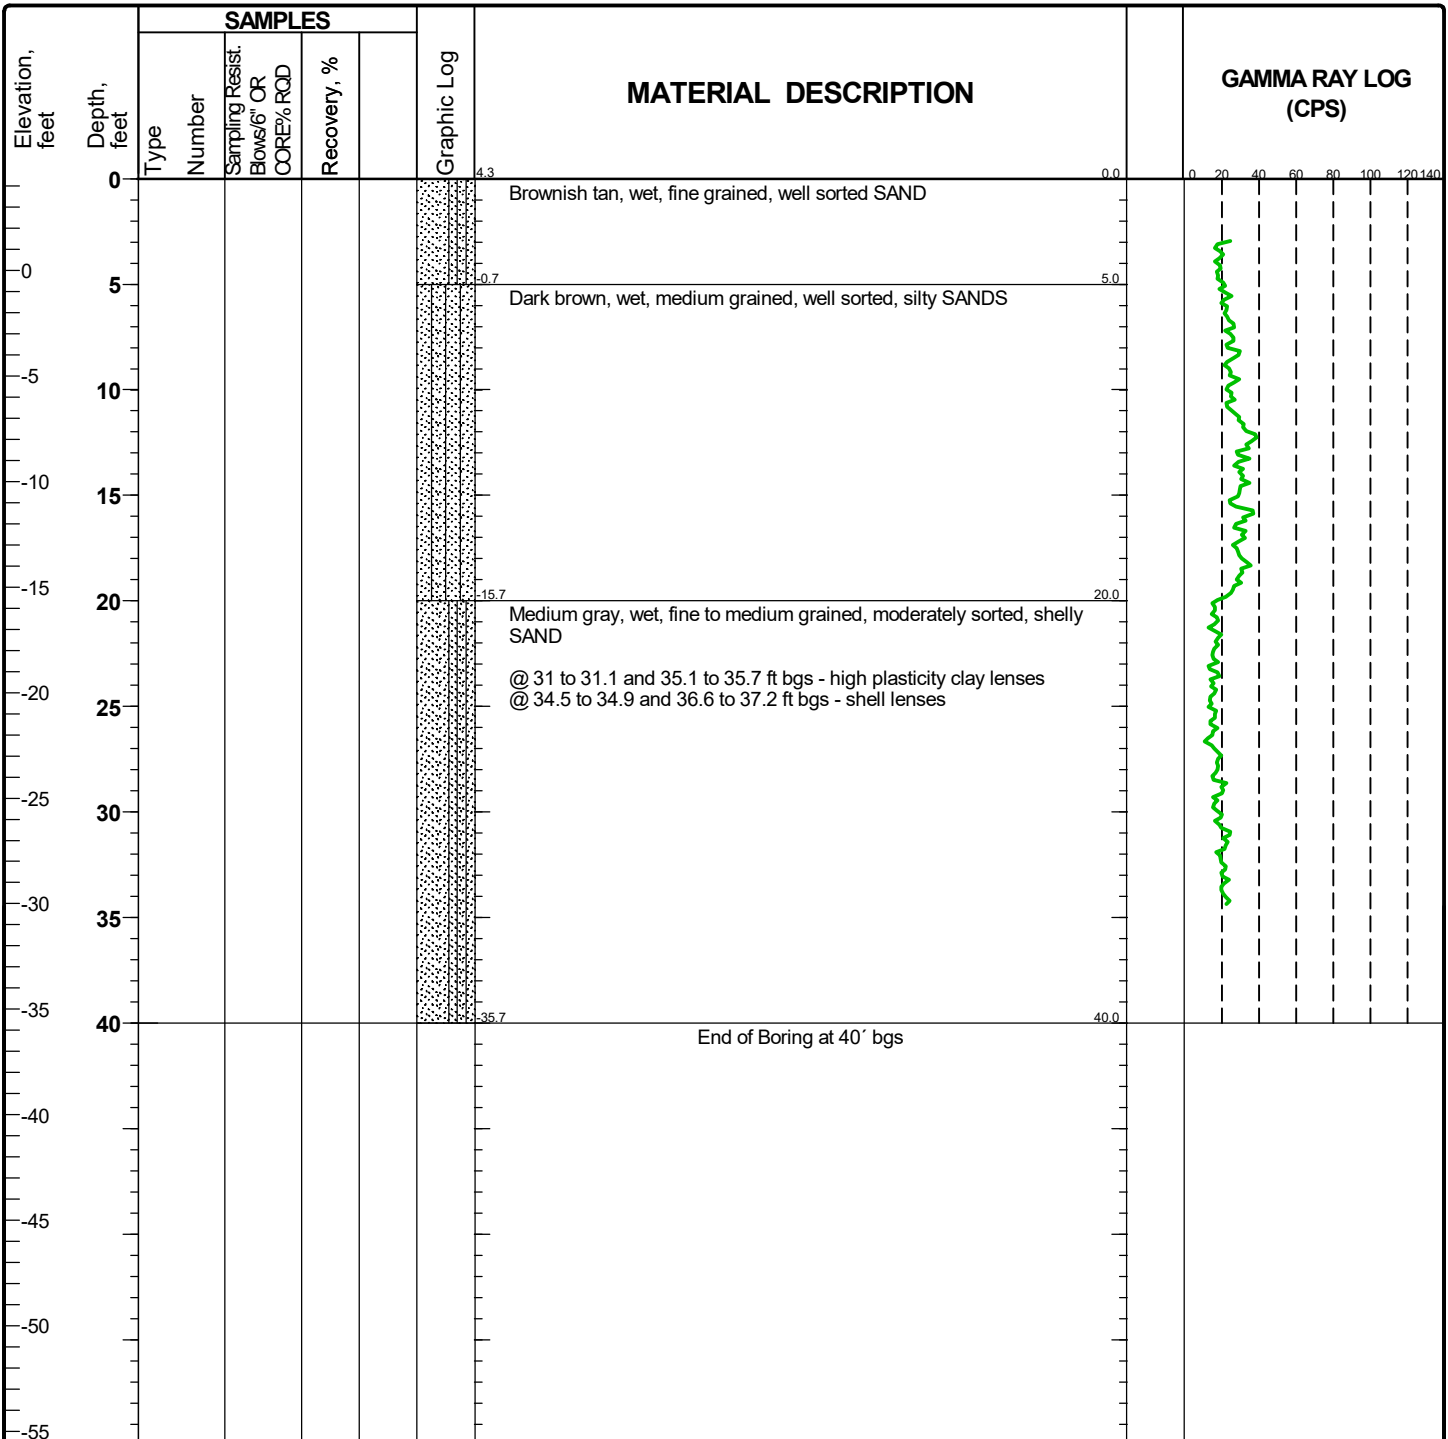 SAMPLES
Elevation,
feet
Depth,
feet
Type
Number
Sampling Resist.
Blows/6" OR
CORE% RQD
Recovery, %
Graphic Log
MATERIAL DESCRIPTION
GAMMA RAY LOG
(CPS)
0 20 40 60 80 100 120 140
0
4.3 0.0
Brownish tan, wet, fine grained, well sorted SAND
0
5
-0.7 5.0
Dark brown, wet, medium grained, well sorted, silty SANDS
-5
10
-10
15
-15
20
-15.7 20.0
Medium gray, wet, fine to medium grained, moderately sorted, shelly
SAND
@ 31 to 31.1 and 35.1 to 35.7 ft bgs - high plasticity clay lenses
@ 34.5 to 34.9 and 36.6 to 37.2 ft bgs - shell lenses
-20
25
-25
30
-30
35
-35
40
-35.7 40.0
End of Boring at 40´ bgs
-40
-45
-50
-55